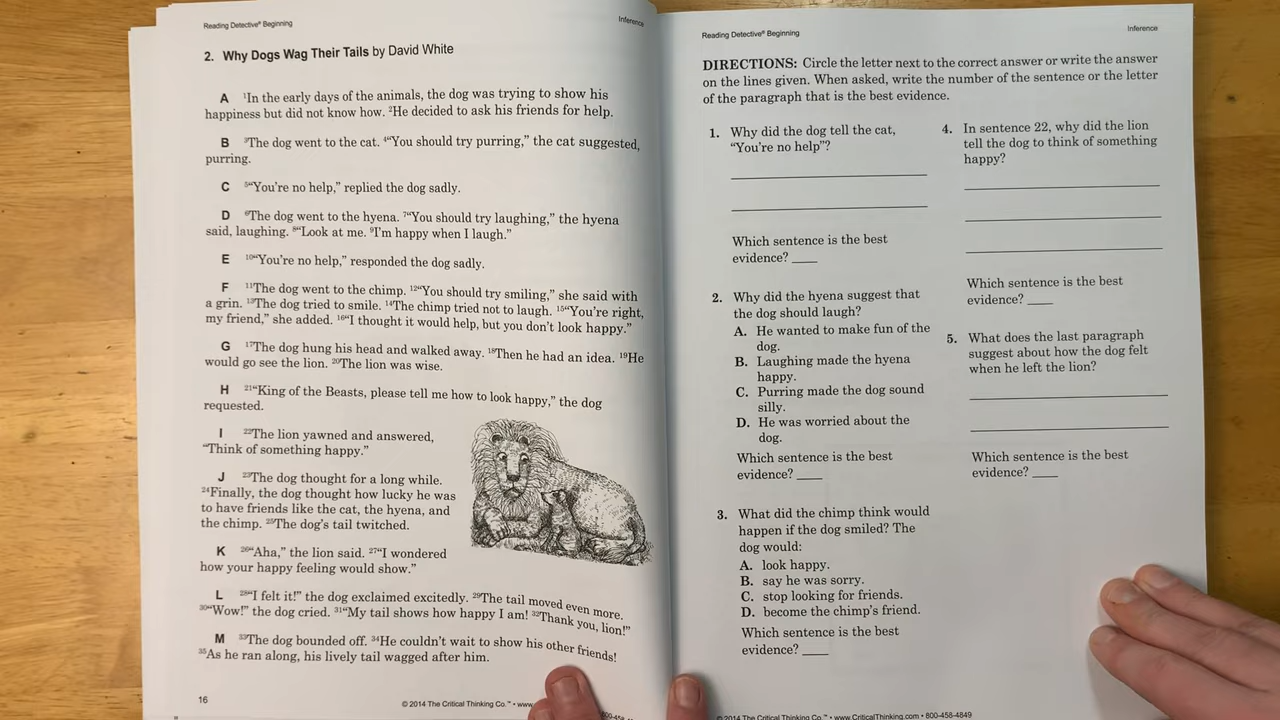 Reading Detective® Beginning
Inference
2. Why Dogs Wag Their Tails by David White
A ¹In the early days of the animals, the dog was trying to show his
happiness but did not know how. ²He decided to ask his friends for help.
B ³The dog went to the cat. ⁴“You should try purring,” the cat suggested,
purring.
C ⁵“You're no help,” replied the dog sadly.
D ⁶The dog went to the hyena. ⁷“You should try laughing,” the hyena
said, laughing. ⁸“Look at me. ⁹I'm happy when I laugh.”
E ¹⁰“You're no help,” responded the dog sadly.
F ¹¹The dog went to the chimp. ¹²“You should try smiling,” she said with
a grin. ¹³The dog tried to smile. ¹⁴The chimp tried not to laugh. ¹⁵“You're right,
my friend,” she added. ¹⁶“I thought it would help, but you don't look happy.”
G ¹⁷The dog hung his head and walked away. ¹⁸Then he had an idea. ¹⁹He
would go see the lion. ²⁰The lion was wise.
H ²¹“King of the Beasts, please tell me how to look happy,” the dog
requested.
I ²²The lion yawned and answered,
“Think of something happy.”
J ²³The dog thought for a long while.
²⁴Finally, the dog thought how lucky he was
to have friends like the cat, the hyena, and
the chimp. ²⁵The dog's tail twitched.
K ²⁶“Aha,” the lion said. ²⁷“I wondered
how your happy feeling would show.”
L ²⁸“I felt it!” the dog exclaimed excitedly. ²⁹The tail moved even more.
³⁰“Wow!” the dog cried. ³¹“My tail shows how happy I am! ³²Thank you, lion!”
M ³³The dog bounded off. ³⁴He couldn't wait to show his other friends!
³⁵As he ran along, his lively tail wagged after him.
16
© 2014 The Critical Thinking Co.™ • www.
Reading Detective® Beginning
Inference
DIRECTIONS: Circle the letter next to the correct answer or write the answer
on the lines given. When asked, write the number of the sentence or the letter
of the paragraph that is the best evidence.
1. Why did the dog tell the cat,
“You're no help”?
Which sentence is the best
evidence? ___
2. Why did the hyena suggest that
the dog should laugh?
A. He wanted to make fun of the
dog.
B. Laughing made the hyena
happy.
C. Purring made the dog sound
silly.
D. He was worried about the
dog.
Which sentence is the best
evidence? ___
3. What did the chimp think would
happen if the dog smiled? The
dog would:
A. look happy.
B. say he was sorry.
C. stop looking for friends.
D. become the chimp's friend.
Which sentence is the best
evidence? ___
4. In sentence 22, why did the lion
tell the dog to think of something
happy?
Which sentence is the best
evidence? ___
5. What does the last paragraph
suggest about how the dog felt
when he left the lion?
Which sentence is the best
evidence? ___
© 2014 The Critical Thinking Co.™ • www.CriticalThinking.com • 800-458-4849